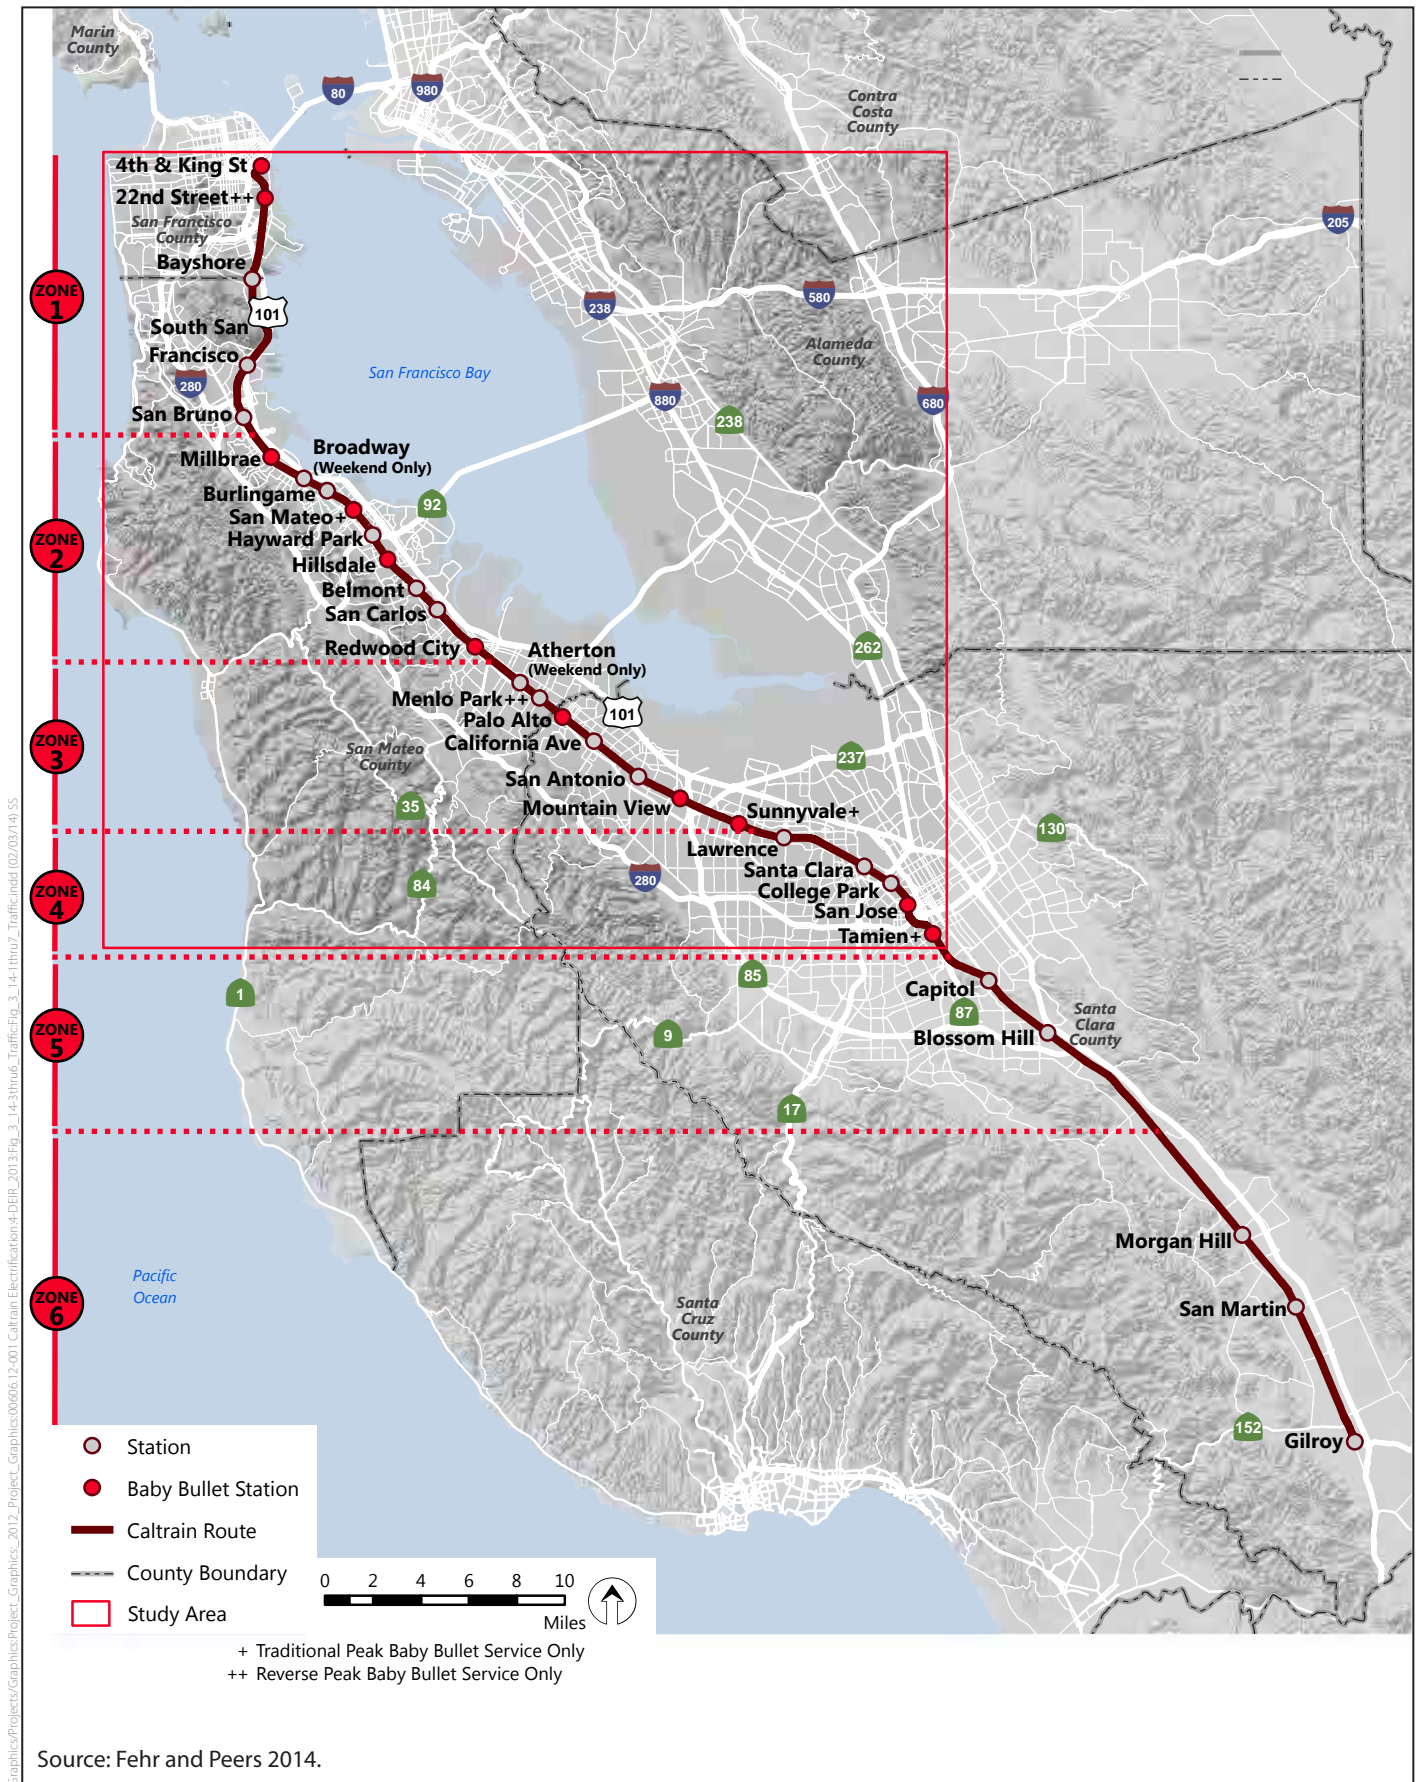 Marin
County
80
980
Contra
Costa
County
4th & King St
22nd Street++
San Francisco
County
205
Bayshore
ZONE
1
101
238
580
South San
Francisco
Alameda
County
San Francisco Bay
280
880
680
San Bruno
238
Broadway
(Weekend Only)
Millbrae
Burlingame
92
San Mateo+
Hayward Park
ZONE
2
Hillsdale
Belmont
San Carlos
Redwood City
262
Atherton
(Weekend Only)
Menlo Park++
101
Palo Alto
California Ave
ZONE
3
San Mateo
County
237
San Antonio
Mountain View
35
Sunnyvale+
130
Lawrence
Santa Clara
280
84
College Park
ZONE
4
San Jose
Tamien+
85
Capitol
1
87
Santa
Clara
County
ZONE
5
9
Blossom Hill
17
Morgan Hill
Pacific
Ocean
ZONE
6
San Martin
Santa
Cruz
County
152
Gilroy
Station
Baby Bullet Station
Caltrain Route
County Boundary
Study Area
0 2 4 6 8 10
Miles
+ Traditional Peak Baby Bullet Service Only
++ Reverse Peak Baby Bullet Service Only
Source: Fehr and Peers 2014.